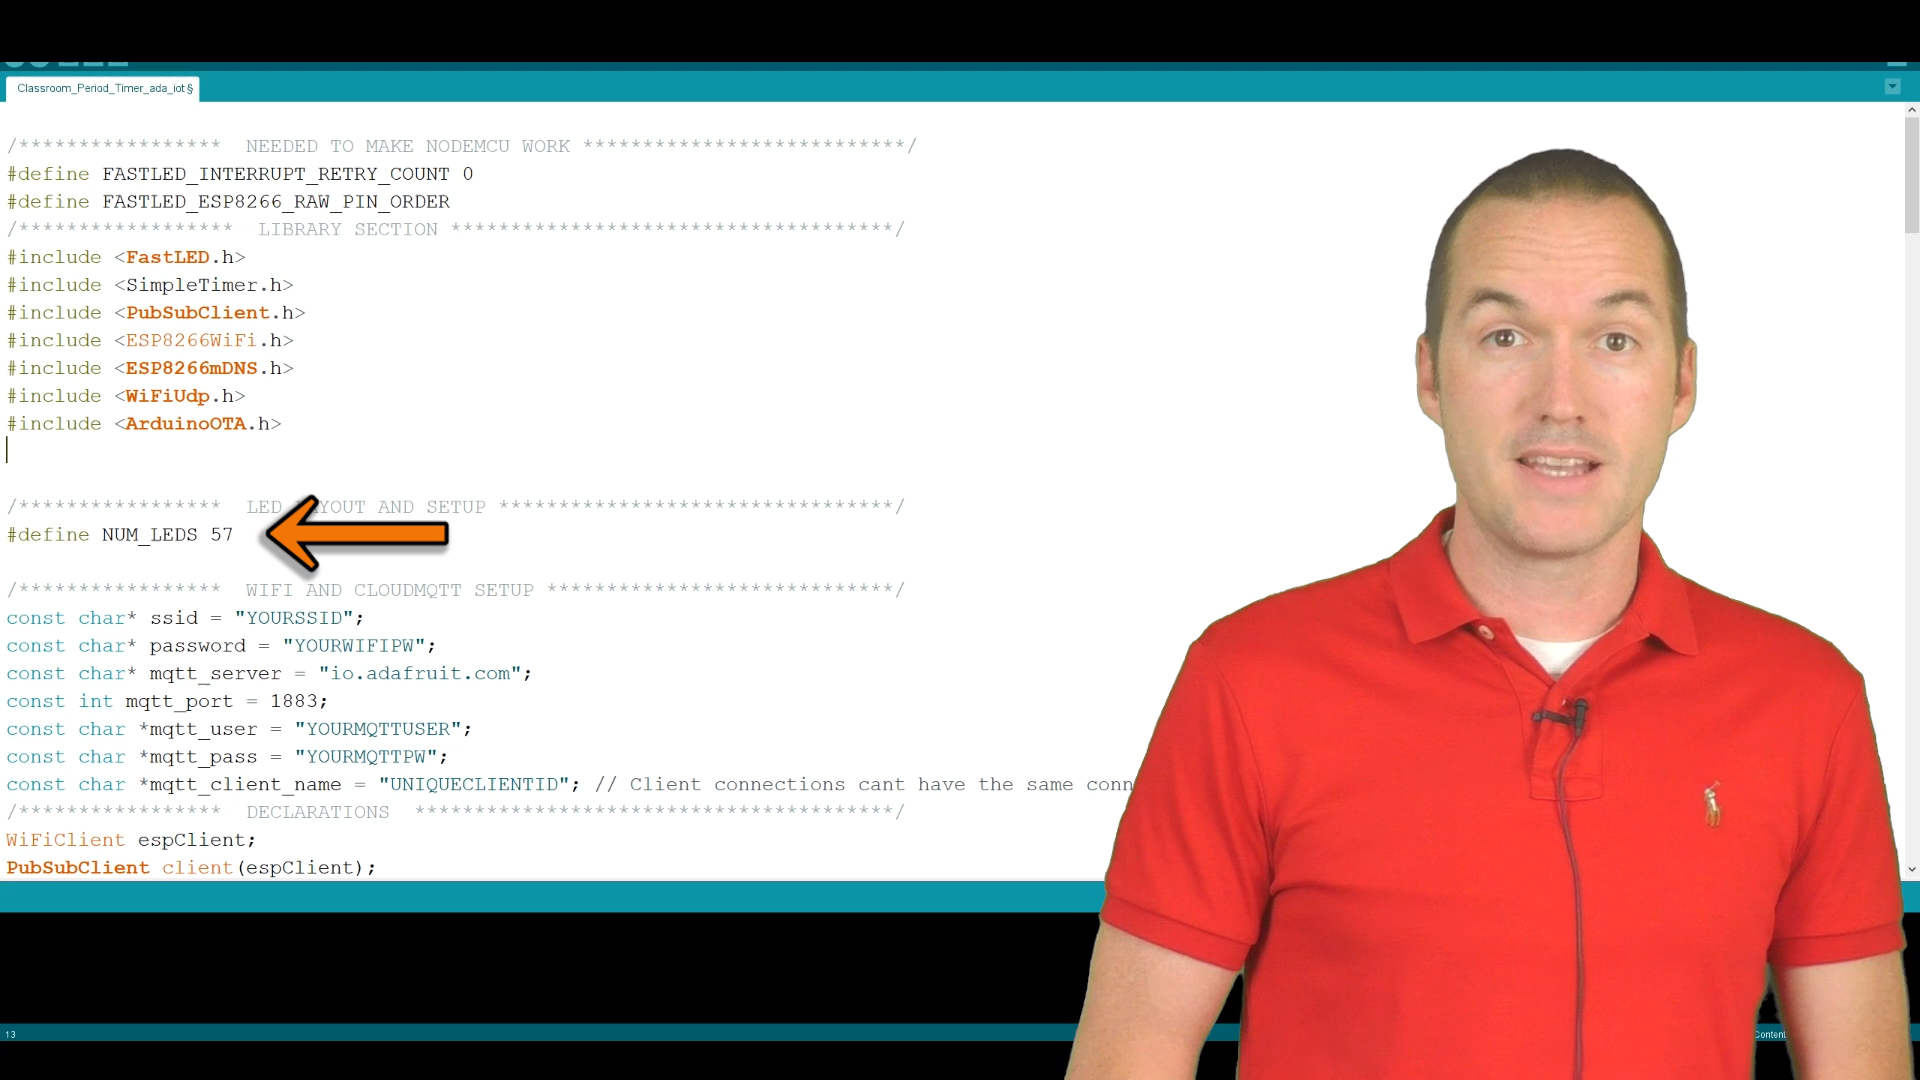 Classroom_Period_Timer_ada_iot §
/***************** NEEDED TO MAKE NODEMCU WORK ***************************/
#define FASTLED_INTERRUPT_RETRY_COUNT 0
#define FASTLED_ESP8266_RAW_PIN_ORDER
/****************** LIBRARY SECTION *************************************/
#include <FastLED.h>
#include <SimpleTimer.h>
#include <PubSubClient.h>
#include <ESP8266WiFi.h>
#include <ESP8266mDNS.h>
#include <WiFiUdp.h>
#include <ArduinoOTA.h>
/***************** LED LAYOUT AND SETUP *********************************/
#define NUM_LEDS 57
/***************** WIFI AND CLOUDMQTT SETUP *****************************/
const char* ssid = "YOURSSID";
const char* password = "YOURWIFIPW";
const char* mqtt_server = "io.adafruit.com";
const int mqtt_port = 1883;
const char *mqtt_user = "YOURMQTTUSER";
const char *mqtt_pass = "YOURMQTTPW";
const char *mqtt_client_name = "UNIQUECLIENTID"; // Client connections cant have the same conn
/***************** DECLARATIONS ****************************************/
WiFiClient espClient;
PubSubClient client(espClient);
13